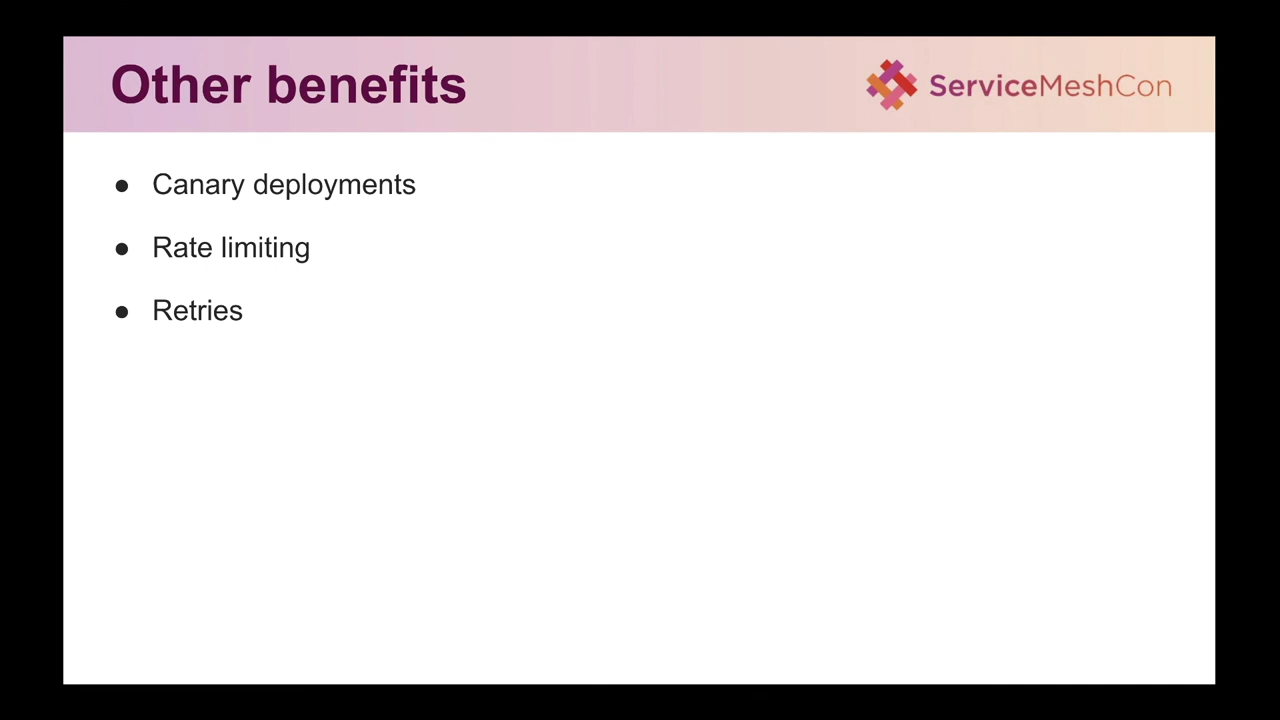 Other benefits
ServiceMeshCon
● Canary deployments
● Rate limiting
● Retries